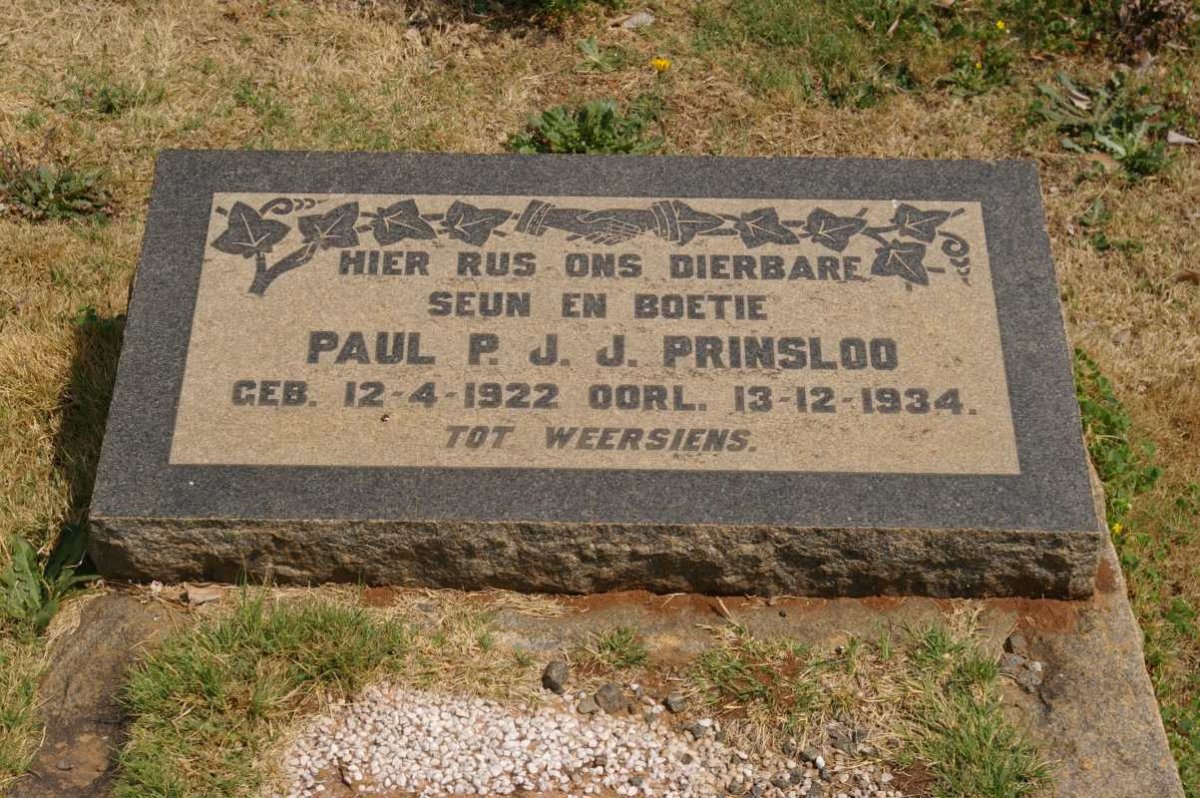 HIER RUS ONS DIERBARE
SEUN EN BOETIE
PAUL P. J. J. PRINSLOO
GEB. 12-4-1922 OORL. 13-12-1934.
TOT WEERSIENS.